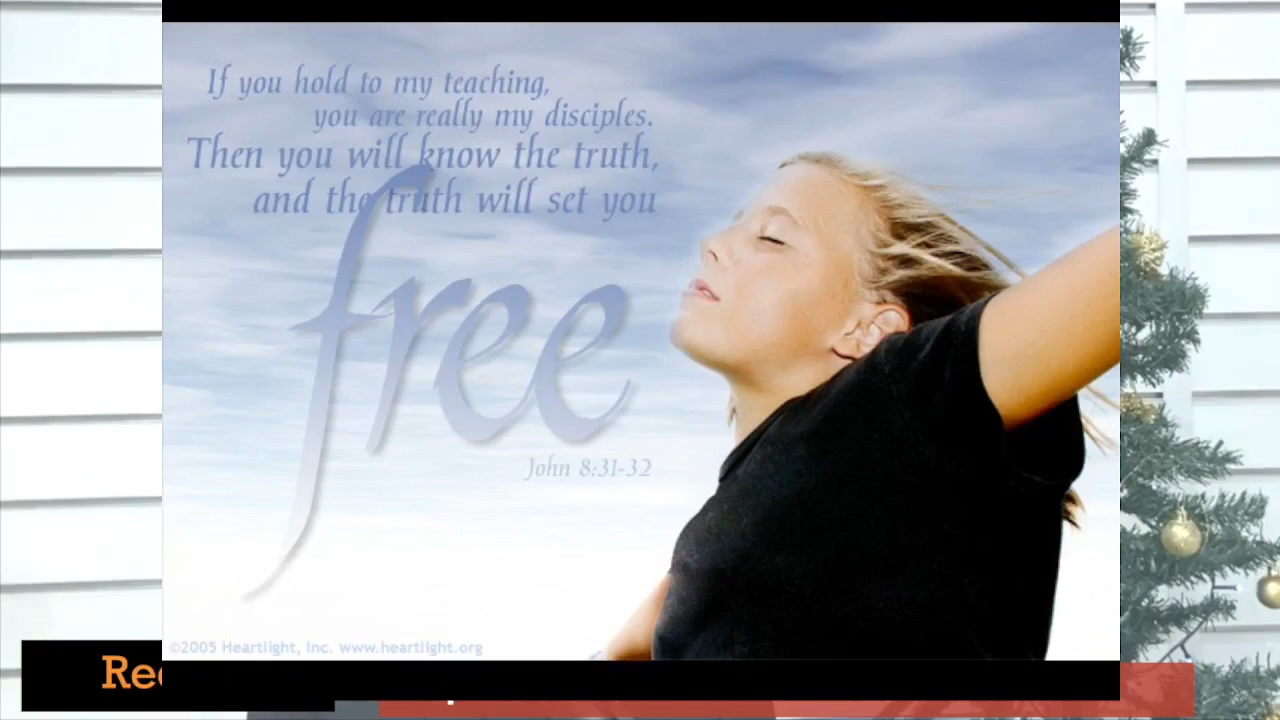 If you hold to my teaching,
you are really my disciples.
Then you will know the truth,
and the truth will set you
free
John 8:31-32
©2005 Heartlight, Inc. www.heartlight.org